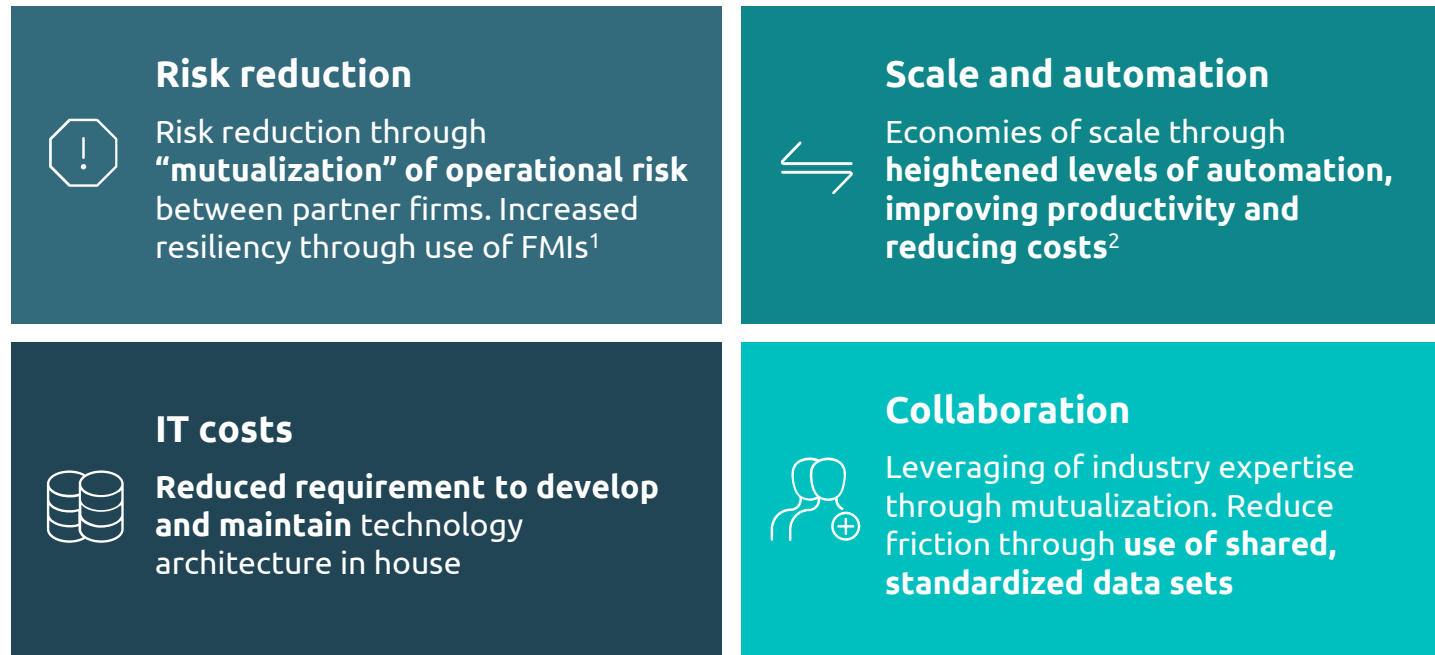 Risk reduction
Risk reduction through
“mutualization” of operational risk
between partner firms. Increased
resiliency through use of FMIs¹
Scale and automation
Economies of scale through
heightened levels of automation,
improving productivity and
reducing costs²
IT costs
Reduced requirement to develop
and maintain technology
architecture in house
Collaboration
Leveraging of industry expertise
through mutualization. Reduce
friction through use of shared,
standardized data sets